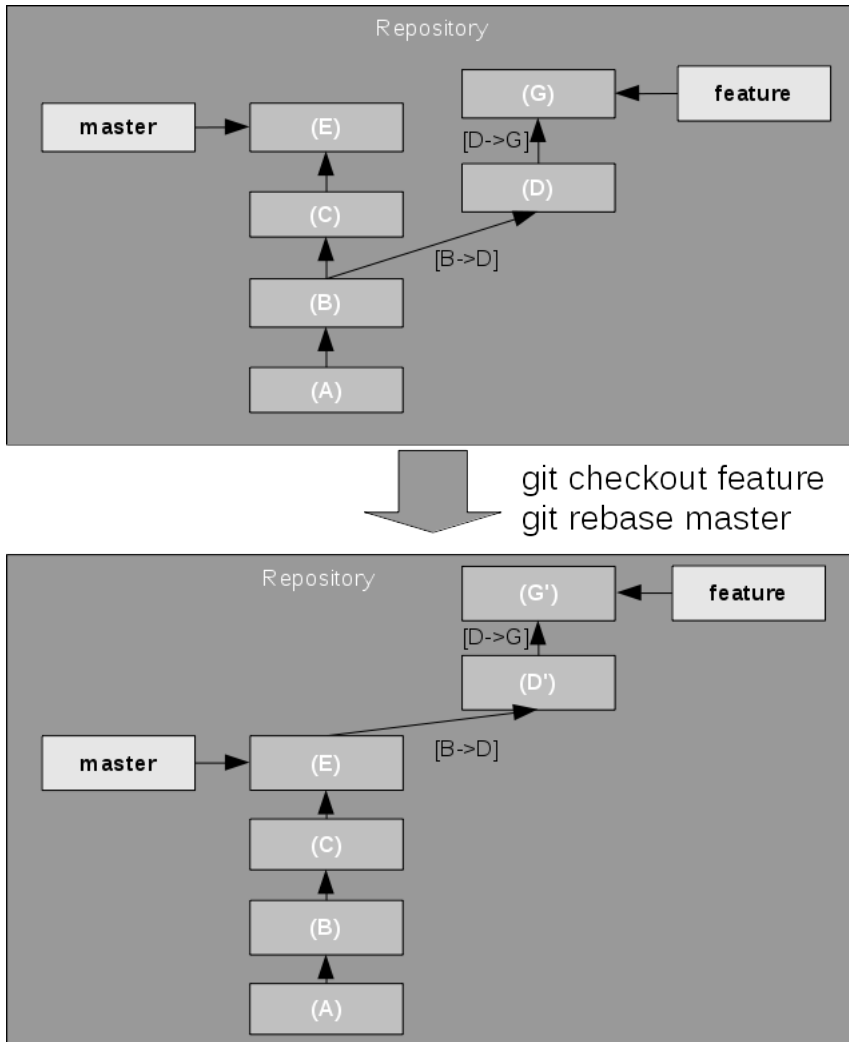 Repository
(G)
feature
master
(E)
[D->G]
(D)
(C)
[B->D]
(B)
(A)
git checkout feature
git rebase master
Repository
(G')
feature
[D->G]
(D')
master
(E)
[B->D]
(C)
(B)
(A)